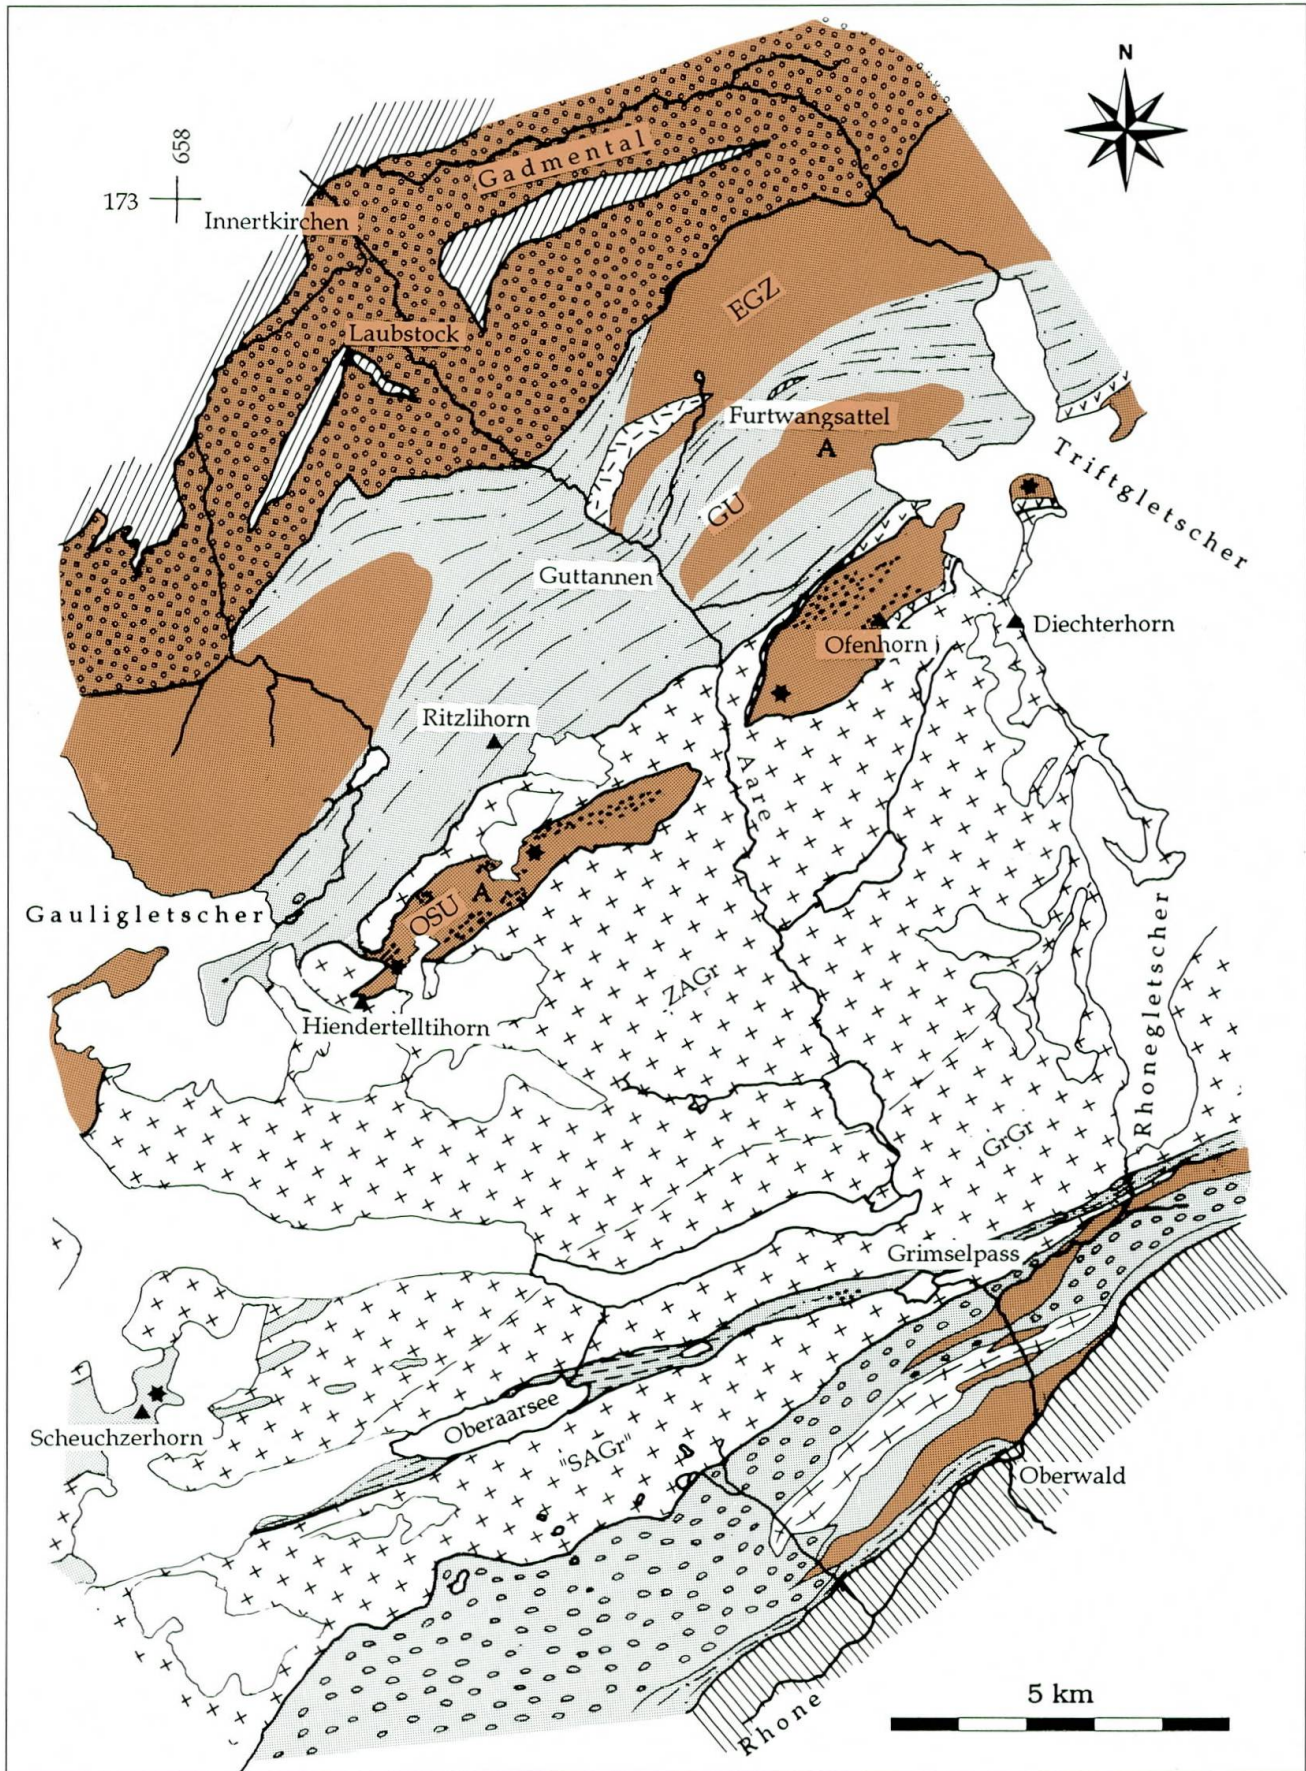 N
658
173
Gadmental
Innertkirchen
Laubstock
EGZ
Furtwangsattel
A
Triftgletscher
GU
Guttannen
Diechterhorn
Ofenhorn
Ritzlihorn
Aare
A
OSU
Gauligletscher
ZAGr
Hiendertelltihorn
Rhonegletscher
GrGr
Grimselpass
Oberaarsee
Scheuchzerhorn
"SAGr"
Oberwald
5 km
Rhone